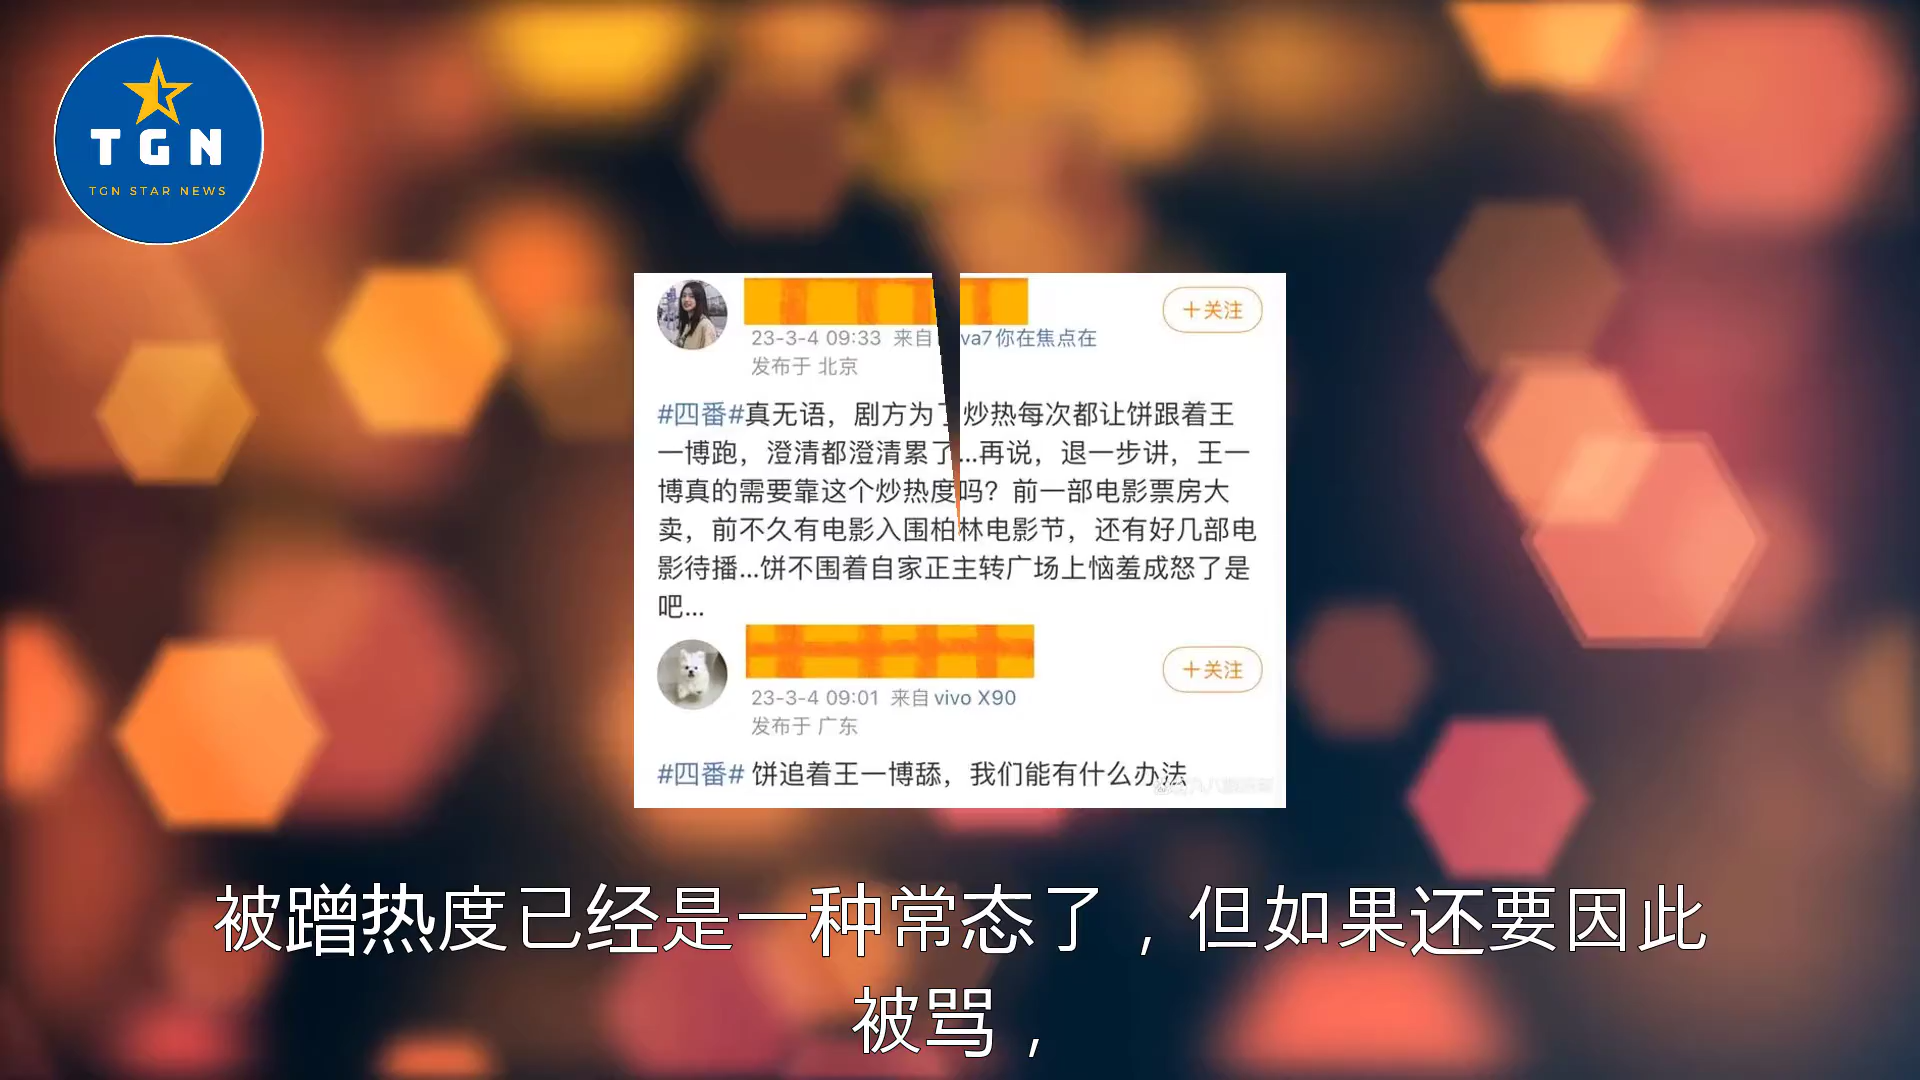 TGN
TGN STAR NEWS
+关注
23-3-4 09:33 来自 va7你在焦点在
发布于 北京
#四番#真无语，剧方为了炒热每次都让饼跟着王
一博跑，澄清都澄清累了...再说，退一步讲，王一
博真的需要靠这个炒热度吗？前一部电影票房大
卖，前不久有电影入围柏林电影节，还有好几部电
影待播...饼不围着自家正主转广场上恼羞成怒了是
吧...
+关注
23-3-4 09:01 来自 vivo X90
发布于 广东
#四番# 饼追着王一博舔，我们能有什么办法
被蹭热度已经是一种常态了，但如果还要因此
被骂，